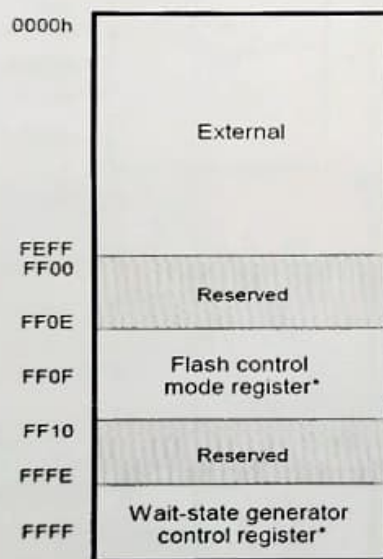 0000h
External
FEFF
FF00
Reserved
FF0E
FF0F
Flash control
mode register*
FF10
Reserved
FFFE
FFFF
Wait-state generator
control register*